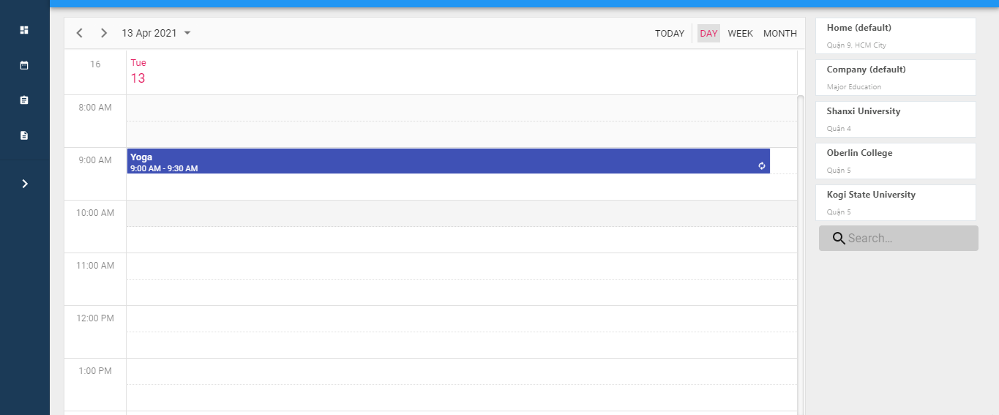 13 Apr 2021
TODAY
DAY
WEEK
MONTH
16
Tue
13
8:00 AM
9:00 AM
Yoga
9:00 AM - 9:30 AM
10:00 AM
11:00 AM
12:00 PM
1:00 PM
Home (default)
Quận 9, HCM City
Company (default)
Major Education
Shanxi University
Quận 4
Oberlin College
Quận 5
Kogi State University
Quận 5
Search...